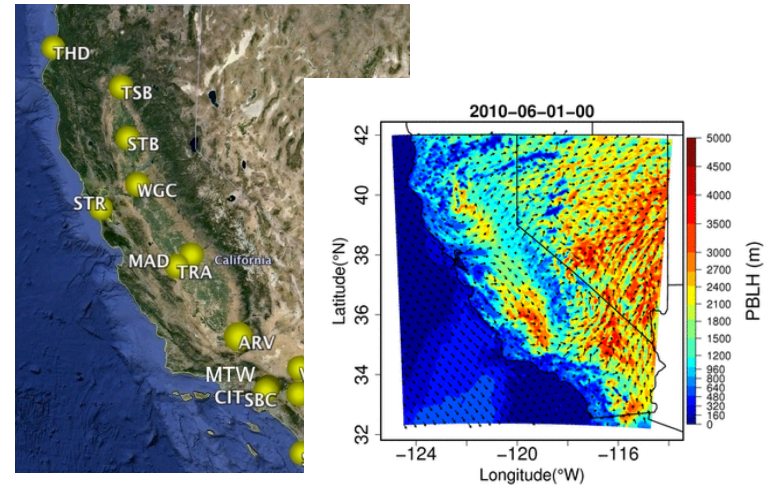 THD
TSB
STB
WGC
STR
MAD
TRA
California
ARV
MTW
CIT
SBC
2010-06-01-00
42
40
38
36
34
32
Latitude(°N)
-124
-120
-116
Longitude(°W)
5000
4500
4000
3500
3000
2700
2400
2100
1800
1500
1200
960
800
640
480
320
160
0
PBLH (m)